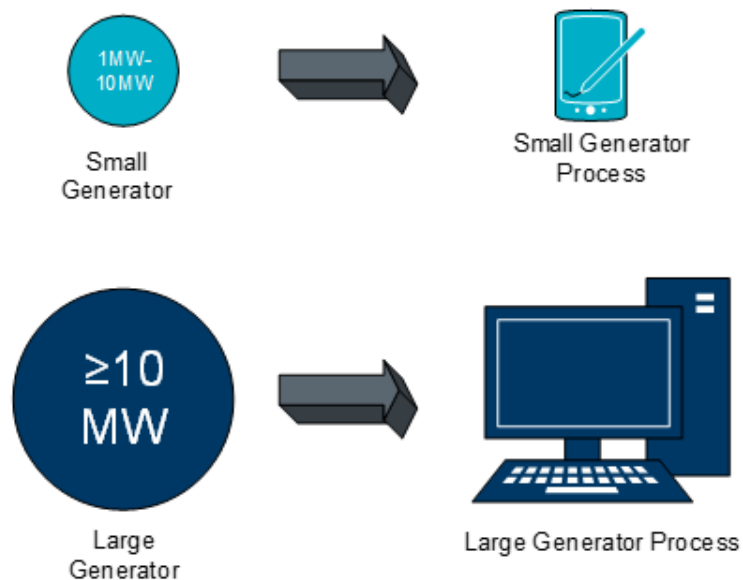 1MW-
10MW
Small
Generator
Small Generator
Process
≥10
MW
Large
Generator
Large Generator Process